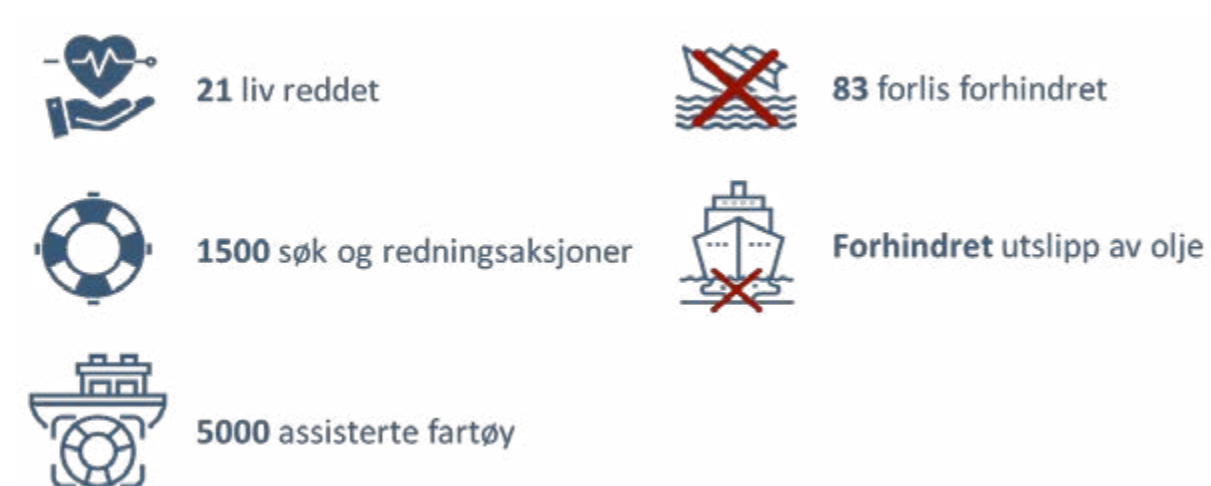 21 liv reddet
1500 søk og redningsaksjoner
5000 assisterte fartøy
83 forlis forhindret
Forhindret utslipp av olje